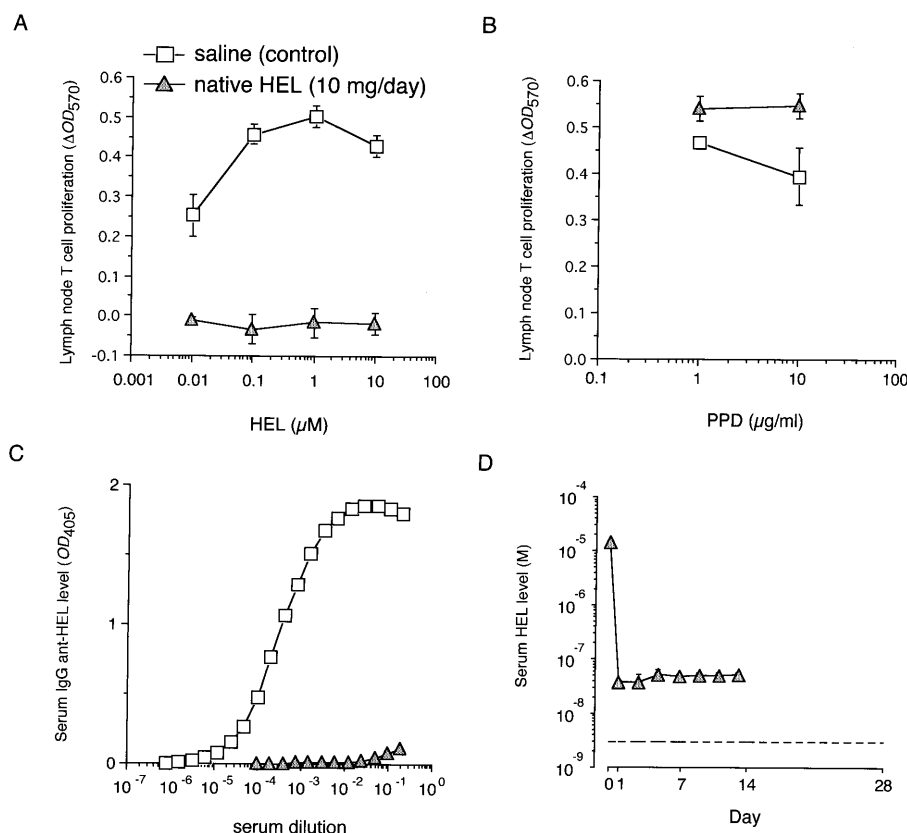 A
saline (control)
native HEL (10 mg/day)
Lymph node T cell proliferation (ΔOD570)
0.6
0.5
0.4
0.3
0.2
0.1
0.0
-0.1
0.001 0.01 0.1 1 10 100
HEL (µM)
B
Lymph node T cell proliferation (ΔOD570)
0.6
0.5
0.4
0.3
0.2
0.1
0.0
0.1 1 10 100
PPD (µg/ml)
C
Serum IgG ant-HEL level (OD405)
2
1
0
10-7 10-6 10-5 10-4 10-3 10-2 10-1 100
serum dilution
D
Serum HEL level (M)
10-4
10-5
10-6
10-7
10-8
10-9
0 1 7 14 28
Day